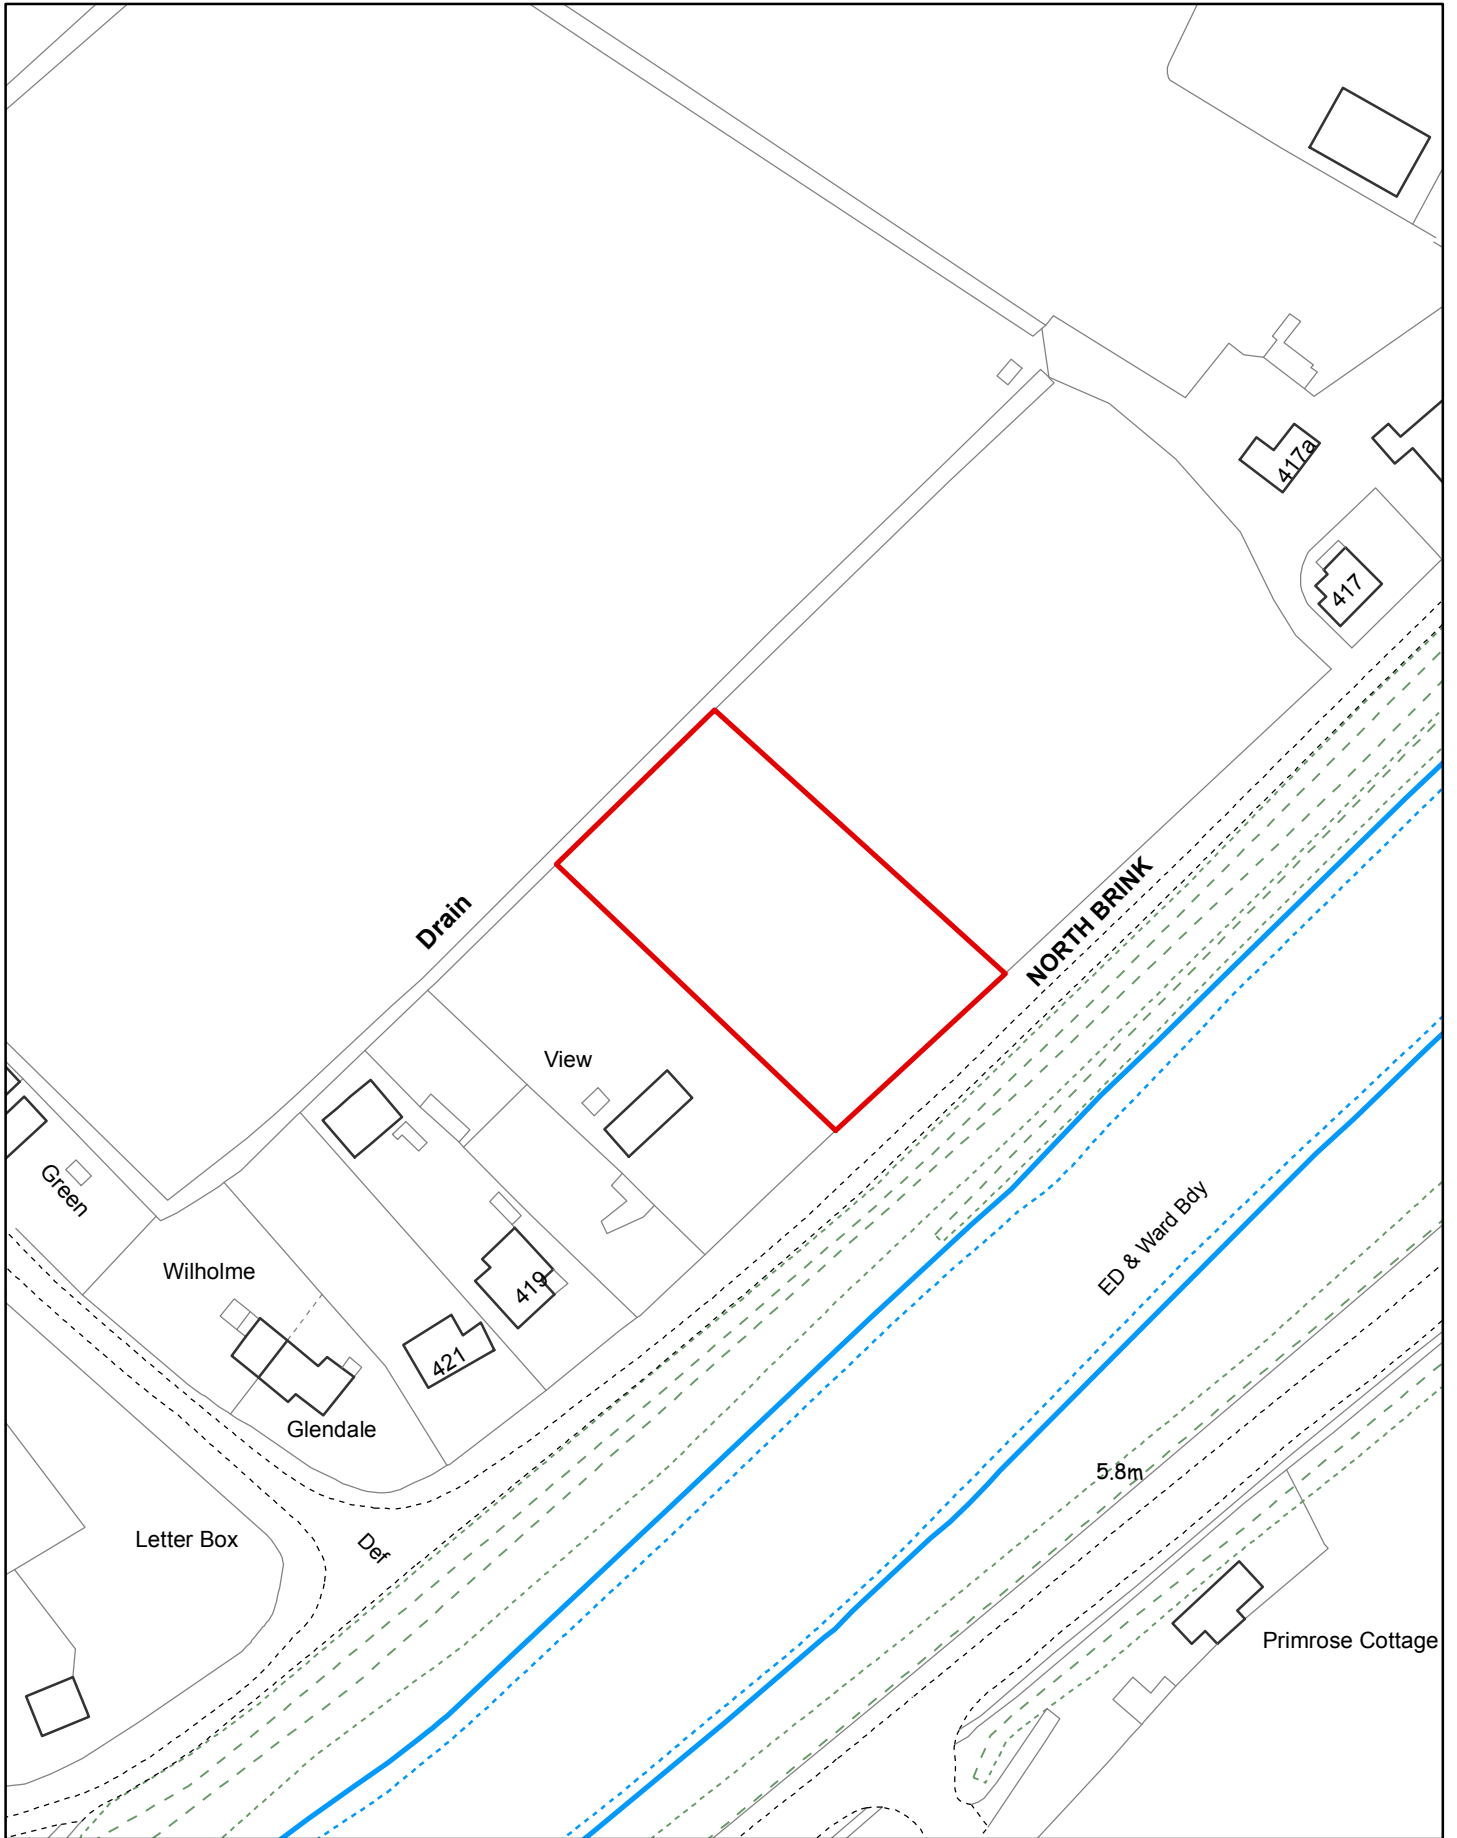 417a
417
Drain
NORTH BRINK
View
Green
ED & Ward Bdy
Wilholme
419
421
Glendale
5.8m
Letter Box
Def
Primrose Cottage